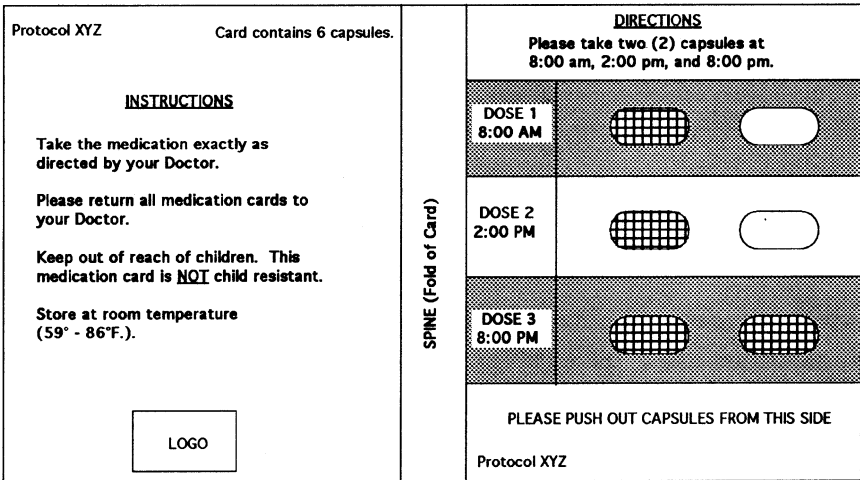 Protocol XYZ
Card contains 6 capsules.
INSTRUCTIONS
Take the medication exactly as
directed by your Doctor.
Please return all medication cards to
your Doctor.
Keep out of reach of children.  This
medication card is NOT child resistant.
Store at room temperature
(59° - 86°F.).
LOGO
SPINE (Fold of Card)
DIRECTIONS
Please take two (2) capsules at
8:00 am, 2:00 pm, and 8:00 pm.
DOSE 1
8:00 AM
DOSE 2
2:00 PM
DOSE 3
8:00 PM
PLEASE PUSH OUT CAPSULES FROM THIS SIDE
Protocol XYZ